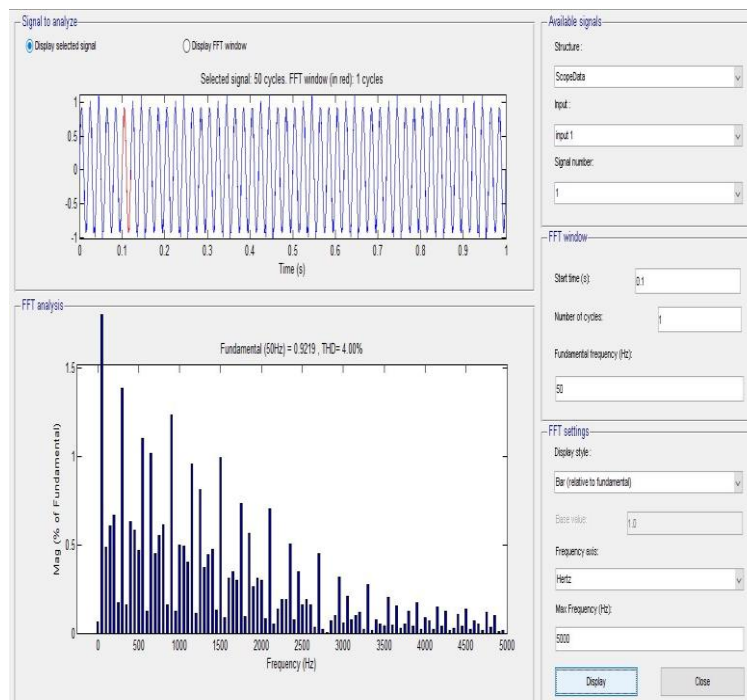 Signal to analyze
Display selected signal
Display FFT window
Selected signal: 50 cycles. FFT window (in red): 1 cycles
1
0.5
0
-0.5
-1
0 0.1 0.2 0.3 0.4 0.5 0.6 0.7 0.8 0.9 1
Time (s)
FFT analysis
Fundamental (50Hz) = 0.9219 , THD= 4.00%
1.5
1
0.5
0
Mag (% of Fundamental)
0 500 1000 1500 2000 2500 3000 3500 4000 4500 5000
Frequency (Hz)
Available signals
Structure :
ScopeData
Input :
input 1
Signal number:
1
FFT window
Start time (s):
0.1
Number of cycles:
1
Fundamental frequency (Hz):
50
FFT settings
Display style :
Bar (relative to fundamental)
Base value:
1.0
Frequency axis:
Hertz
Max Frequency (Hz):
5000
Display
Close